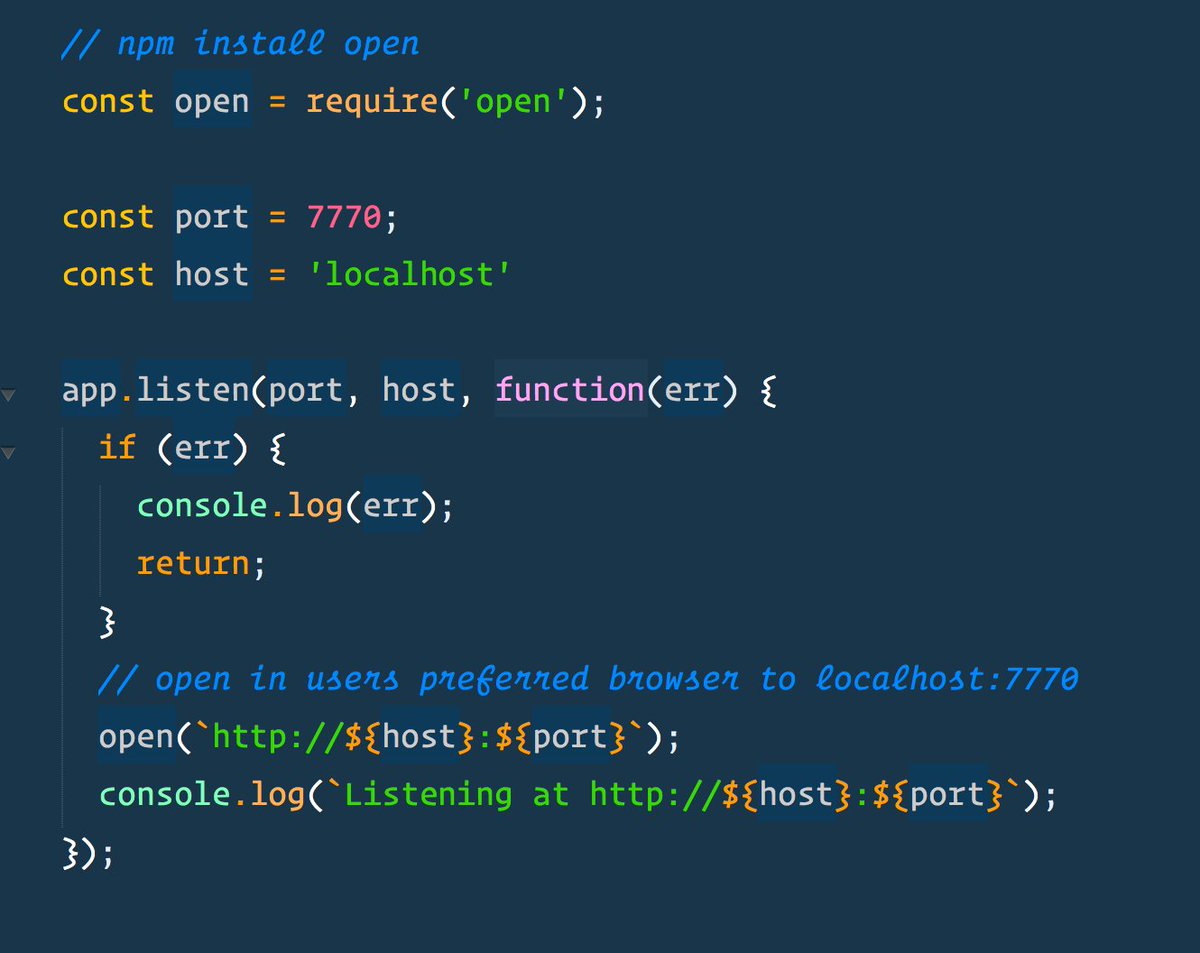 // npm install open
const open = require('open');
const port = 7770;
const host = 'localhost'
app.listen(port, host, function(err) {
if (err) {
console.log(err);
return;
}
// open in users preferred browser to localhost:7770
open(`http://${host}:${port}`);
console.log(`Listening at http://${host}:${port}`);
});